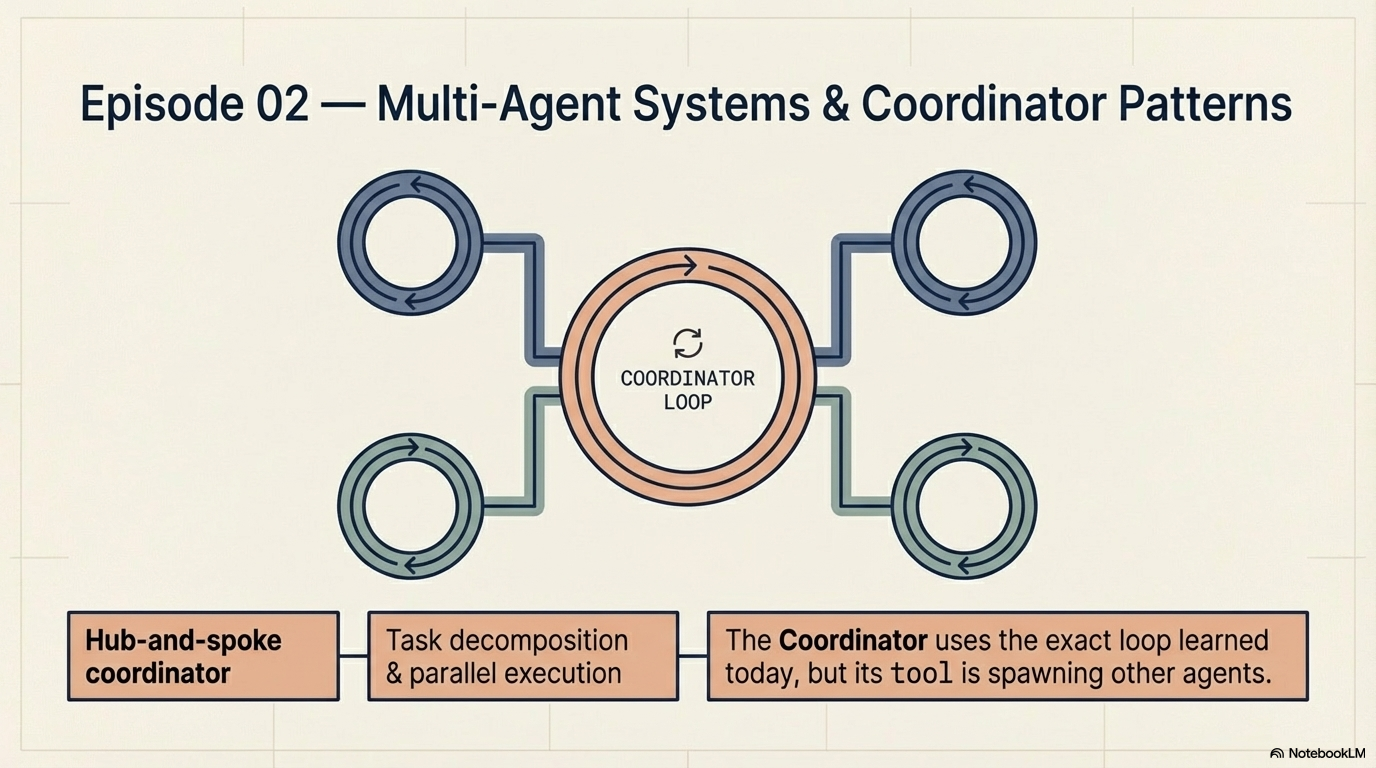 Episode 02 — Multi-Agent Systems & Coordinator Patterns
COORDINATOR
LOOP
Hub-and-spoke
coordinator
Task decomposition
& parallel execution
The Coordinator uses the exact loop learned
today, but its tool is spawning other agents.
NotebookLM